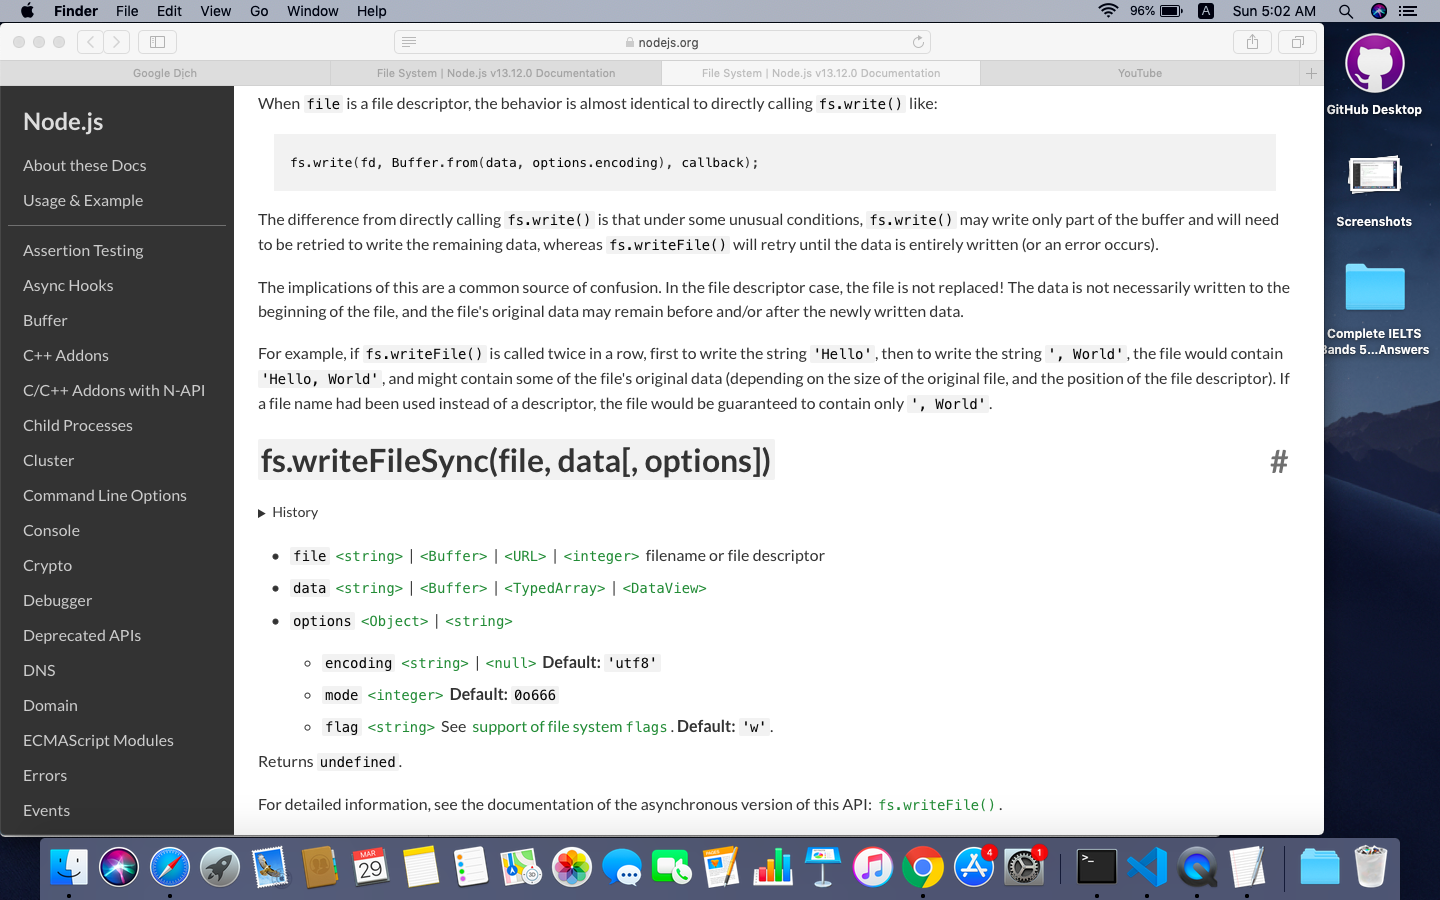 Finder File Edit View Go Window Help 96% A Sun 5:02 AM
nodejs.org
Google Dịch File System | Node.js v13.12.0 Documentation File System | Node.js v13.12.0 Documentation YouTube
Node.js
About these Docs
Usage & Example
Assertion Testing
Async Hooks
Buffer
C++ Addons
C/C++ Addons with N-API
Child Processes
Cluster
Command Line Options
Console
Crypto
Debugger
Deprecated APIs
DNS
Domain
ECMAScript Modules
Errors
Events
When file is a file descriptor, the behavior is almost identical to directly calling fs.write() like:
fs.write(fd, Buffer.from(data, options.encoding), callback);
The difference from directly calling fs.write() is that under some unusual conditions, fs.write() may write only part of the buffer and will need
to be retried to write the remaining data, whereas fs.writeFile() will retry until the data is entirely written (or an error occurs).
The implications of this are a common source of confusion. In the file descriptor case, the file is not replaced! The data is not necessarily written to the
beginning of the file, and the file's original data may remain before and/or after the newly written data.
For example, if fs.writeFile() is called twice in a row, first to write the string 'Hello', then to write the string ', World', the file would contain
'Hello, World', and might contain some of the file's original data (depending on the size of the original file, and the position of the file descriptor). If
a file name had been used instead of a descriptor, the file would be guaranteed to contain only ', World'.
fs.writeFileSync(file, data[, options]) #
History
file <string> | <Buffer> | <URL> | <integer> filename or file descriptor
data <string> | <Buffer> | <TypedArray> | <DataView>
options <Object> | <string>
encoding <string> | <null> Default: 'utf8'
mode <integer> Default: 0o666
flag <string> See support of file system flags. Default: 'w'.
Returns undefined.
For detailed information, see the documentation of the asynchronous version of this API: fs.writeFile().
GitHub Desktop
Screenshots
Complete IELTS
Bands 5...Answers
MAR
29
4
1